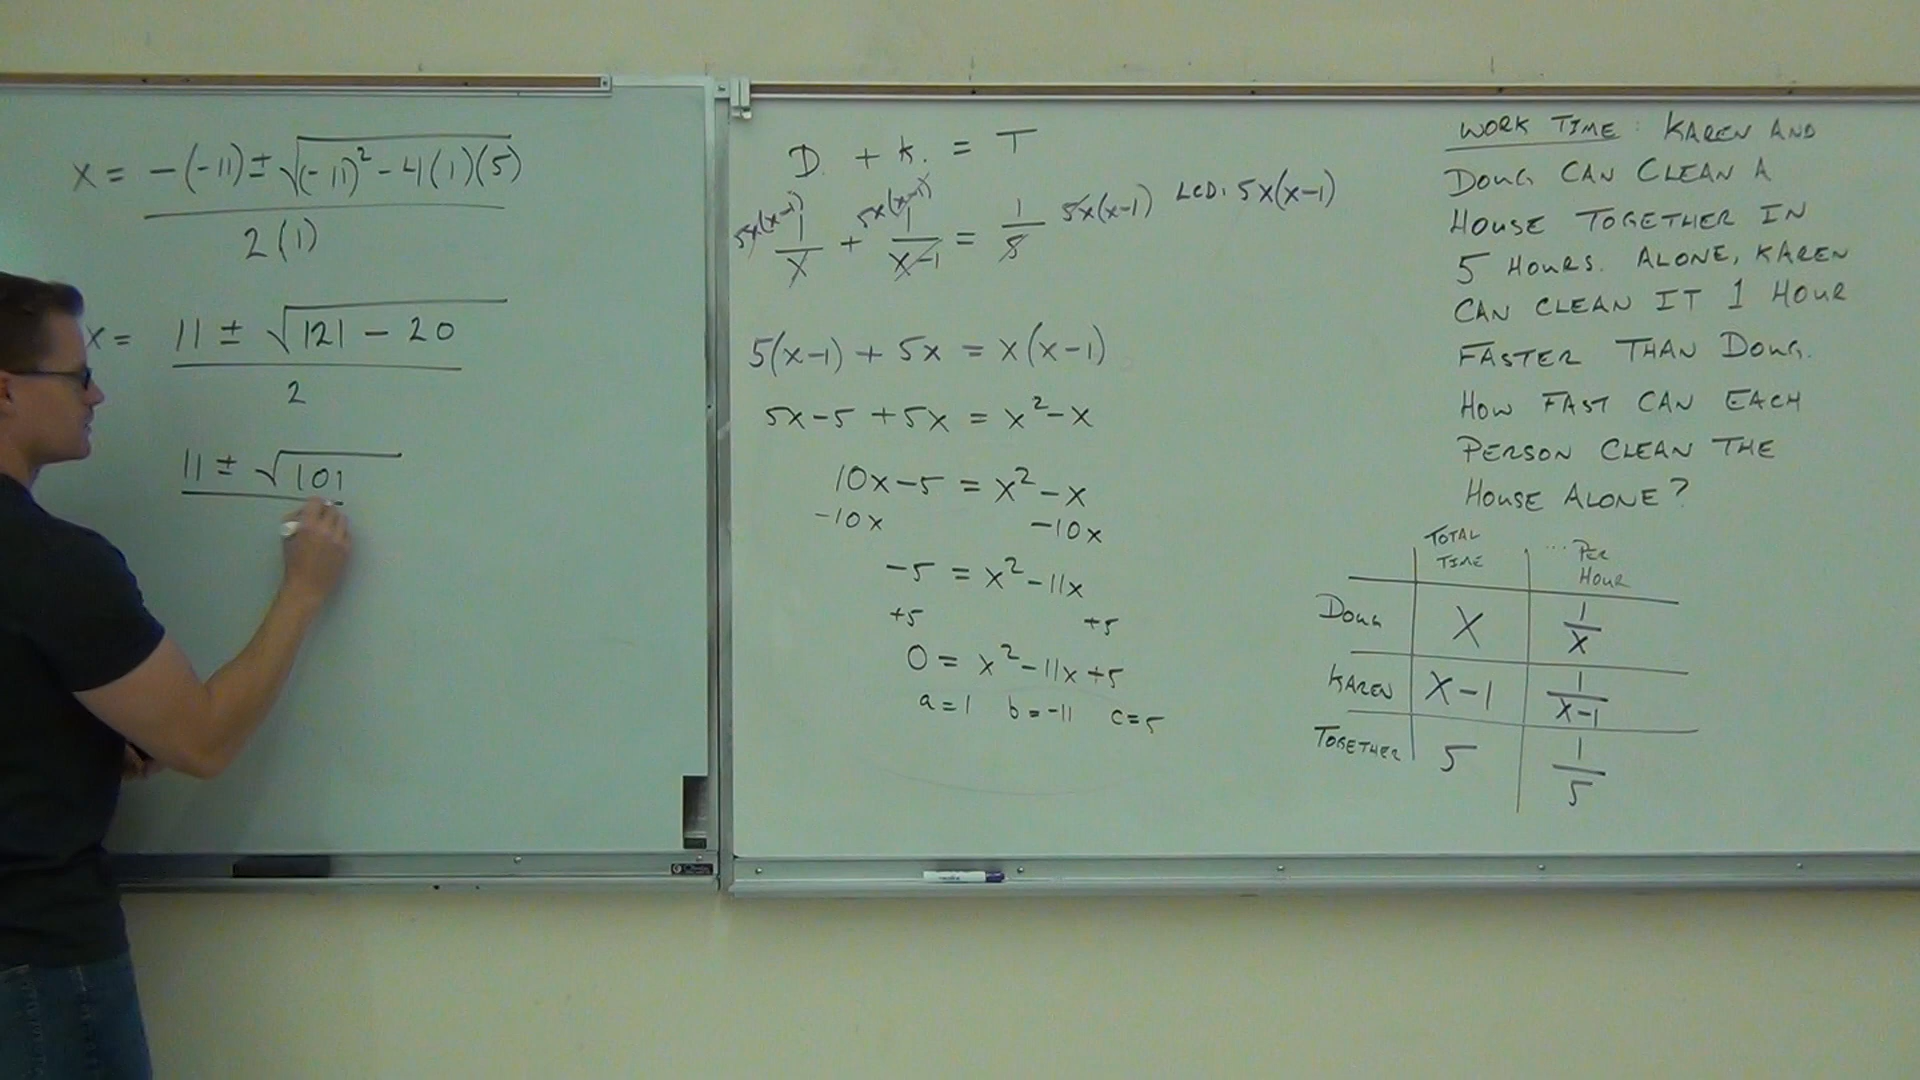 x = -(-11) ± √(-11)² - 4(1)(5)
2(1)
x = 11 ± √121 - 20
2
11 ± √101
D. + K. = T
5x(x-1) 1/x + 5x(x-1) 1/x-1 = 1/5 5x(x-1) LCD: 5x(x-1)
5(x-1) + 5x = x(x-1)
5x-5 + 5x = x²-x
10x-5 = x²-x
-10x -10x
-5 = x²-11x
+5 +5
0 = x²-11x+5
a=1 b=-11 c=5
WORK TIME: KAREN AND
DOUG CAN CLEAN A
HOUSE TOGETHER IN
5 HOURS. ALONE, KAREN
CAN CLEAN IT 1 HOUR
FASTER THAN DOUG.
HOW FAST CAN EACH
PERSON CLEAN THE
HOUSE ALONE?
TOTAL TIME ... PER HOUR
DOUG X 1/x
KAREN X-1 1/x-1
TOGETHER 5 1/5